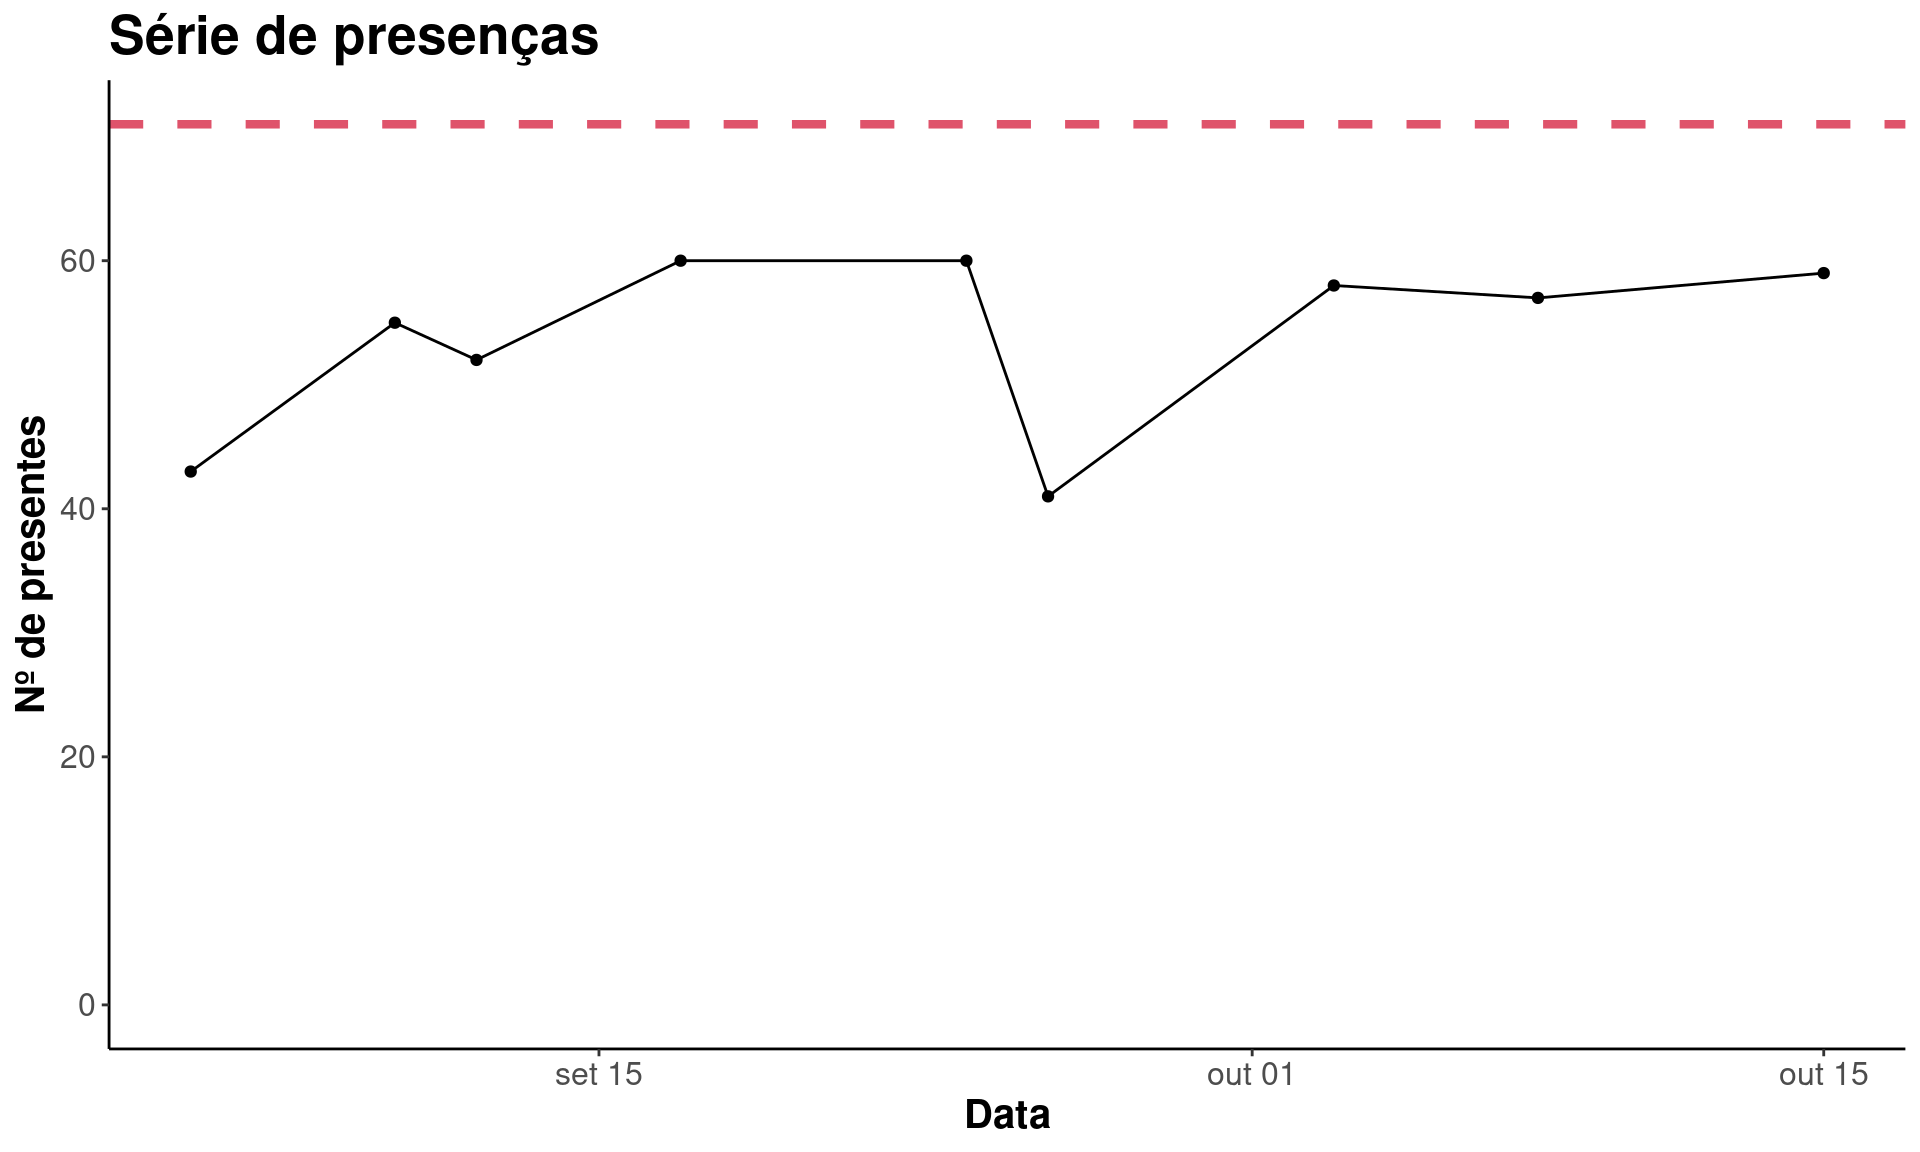 Série de presenças
Nº de presentes
60
40
20
0
set 15
out 01
out 15
Data